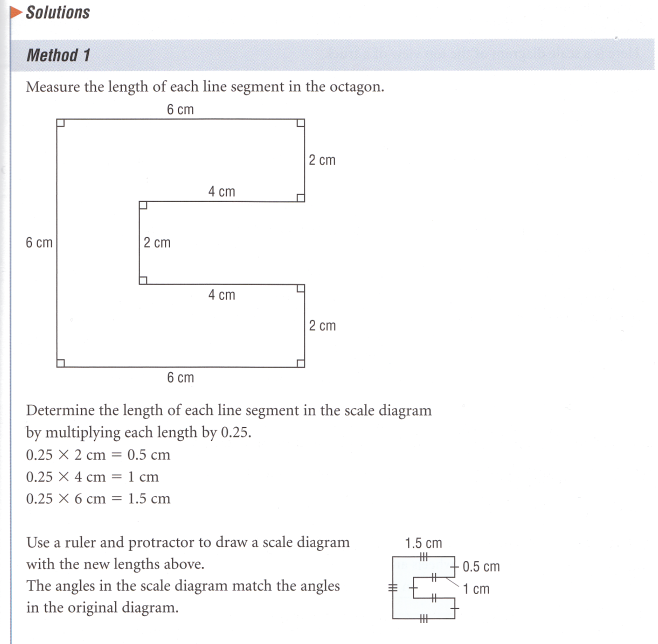 Solutions
Method 1
Measure the length of each line segment in the octagon.
6 cm
2 cm
4 cm
6 cm
2 cm
4 cm
2 cm
6 cm
Determine the length of each line segment in the scale diagram
by multiplying each length by 0.25.
0.25 × 2 cm = 0.5 cm
0.25 × 4 cm = 1 cm
0.25 × 6 cm = 1.5 cm
Use a ruler and protractor to draw a scale diagram
with the new lengths above.
The angles in the scale diagram match the angles
in the original diagram.
1.5 cm
0.5 cm
1 cm